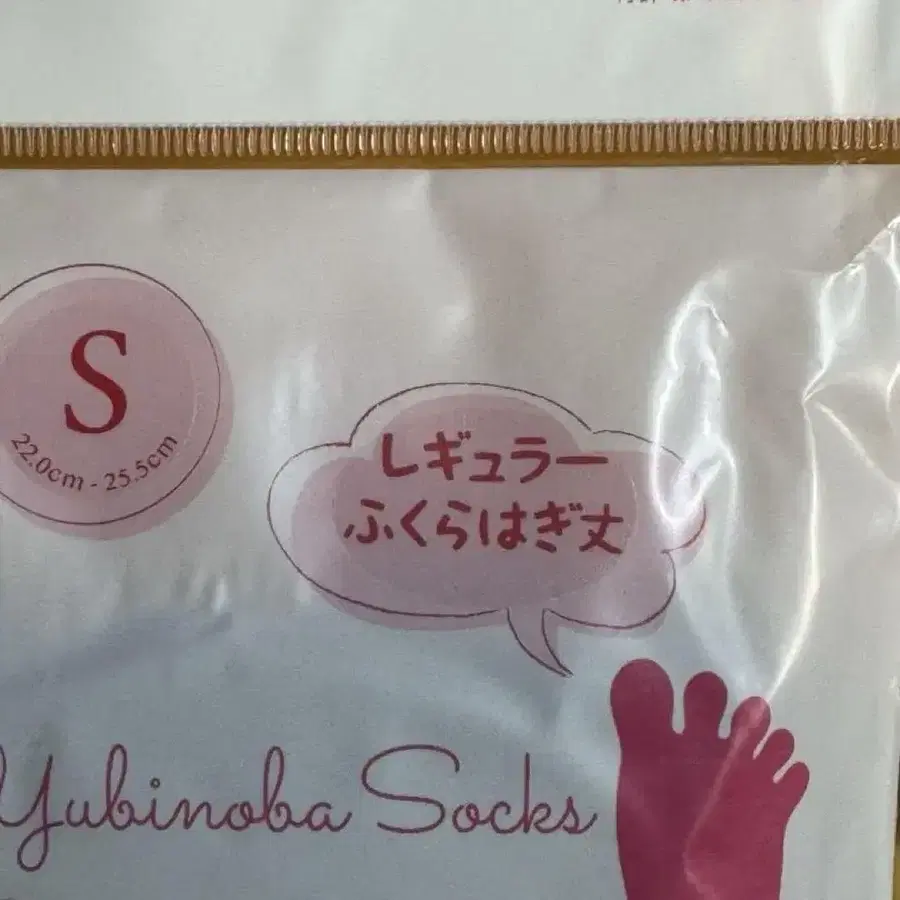 S
22.0cm - 25.5cm
レギュラー
ふくらはぎ丈
Yubinoba Socks